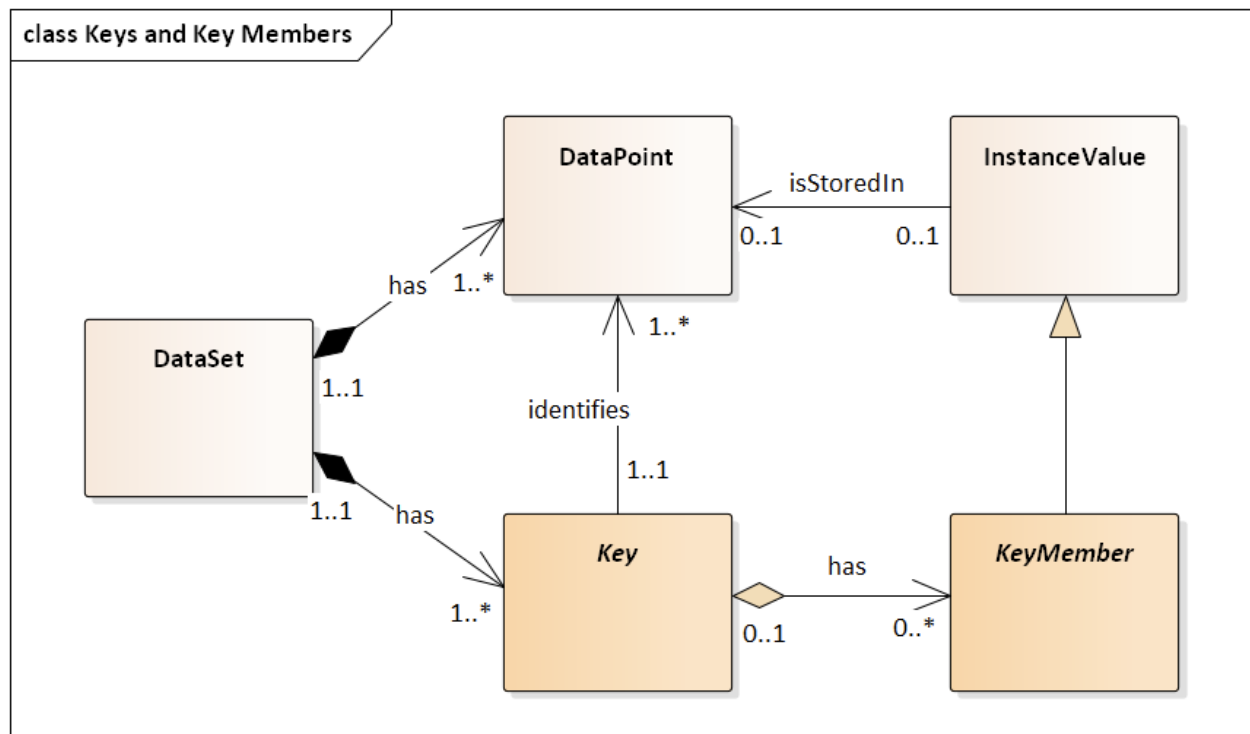 class Keys and Key Members
DataPoint
InstanceValue
isStoredIn
0..1
0..1
has
1..*
1..*
DataSet
1..1
identifies
1..1
1..1
has
Key
KeyMember
has
1..*
0..1
0..*